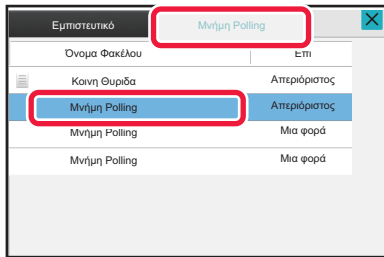 Εμπιστευτικό Μνήμη Polling
Όνομα Φακέλου Επι
Κοινη Θυριδα Απεριόριστος
Μνήμη Polling Απεριόριστος
Μνήμη Polling Μια φορά
Μνήμη Polling Μια φορά